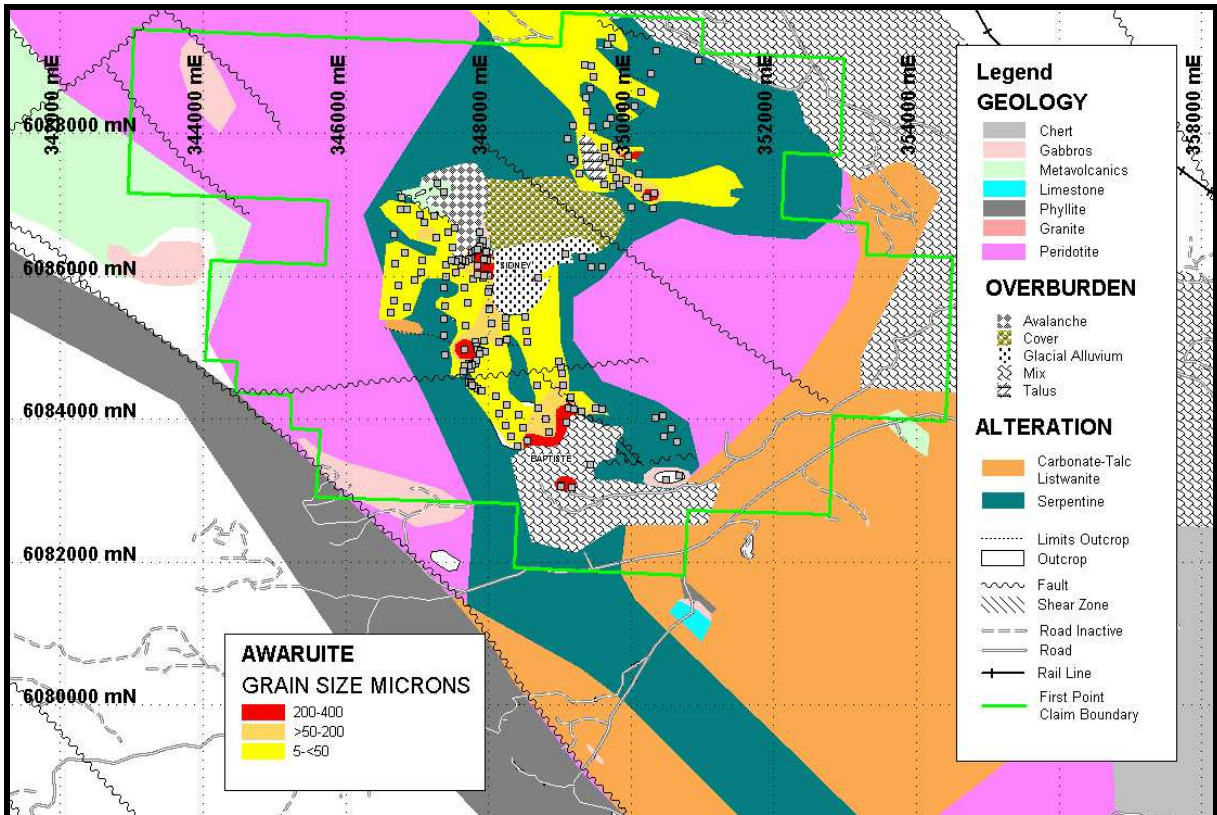 342000 mE
344000 mE
346000 mE
348000 mE
350000 mE
352000 mE
354000 mE
358000 mE
6028000 mN
6086000 mN
6084000 mN
6082000 mN
6080000 mN
SIDNEY
BAPTISTE
AWARUITE
GRAIN SIZE MICRONS
200-400
>50-200
5-<50
Legend
GEOLOGY
Chert
Gabbros
Metavolcanics
Limestone
Phyllite
Granite
Peridotite
OVERBURDEN
Avalanche
Cover
Glacial Alluvium
Mix
Talus
ALTERATION
Carbonate-Talc
Listwanite
Serpentine
Limits Outcrop
Outcrop
Fault
Shear Zone
Road Inactive
Road
Rail Line
First Point
Claim Boundary